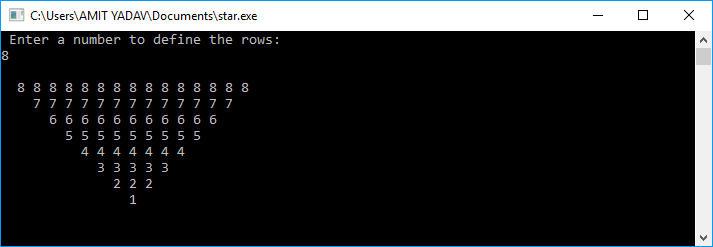 C:\Users\AMIT YADAV\Documents\star.exe
Enter a number to define the rows:
8
8 8 8 8 8 8 8 8 8 8 8 8 8 8 8
7 7 7 7 7 7 7 7 7 7 7 7 7
6 6 6 6 6 6 6 6 6 6 6
5 5 5 5 5 5 5 5 5
4 4 4 4 4 4 4
3 3 3 3 3
2 2 2
1